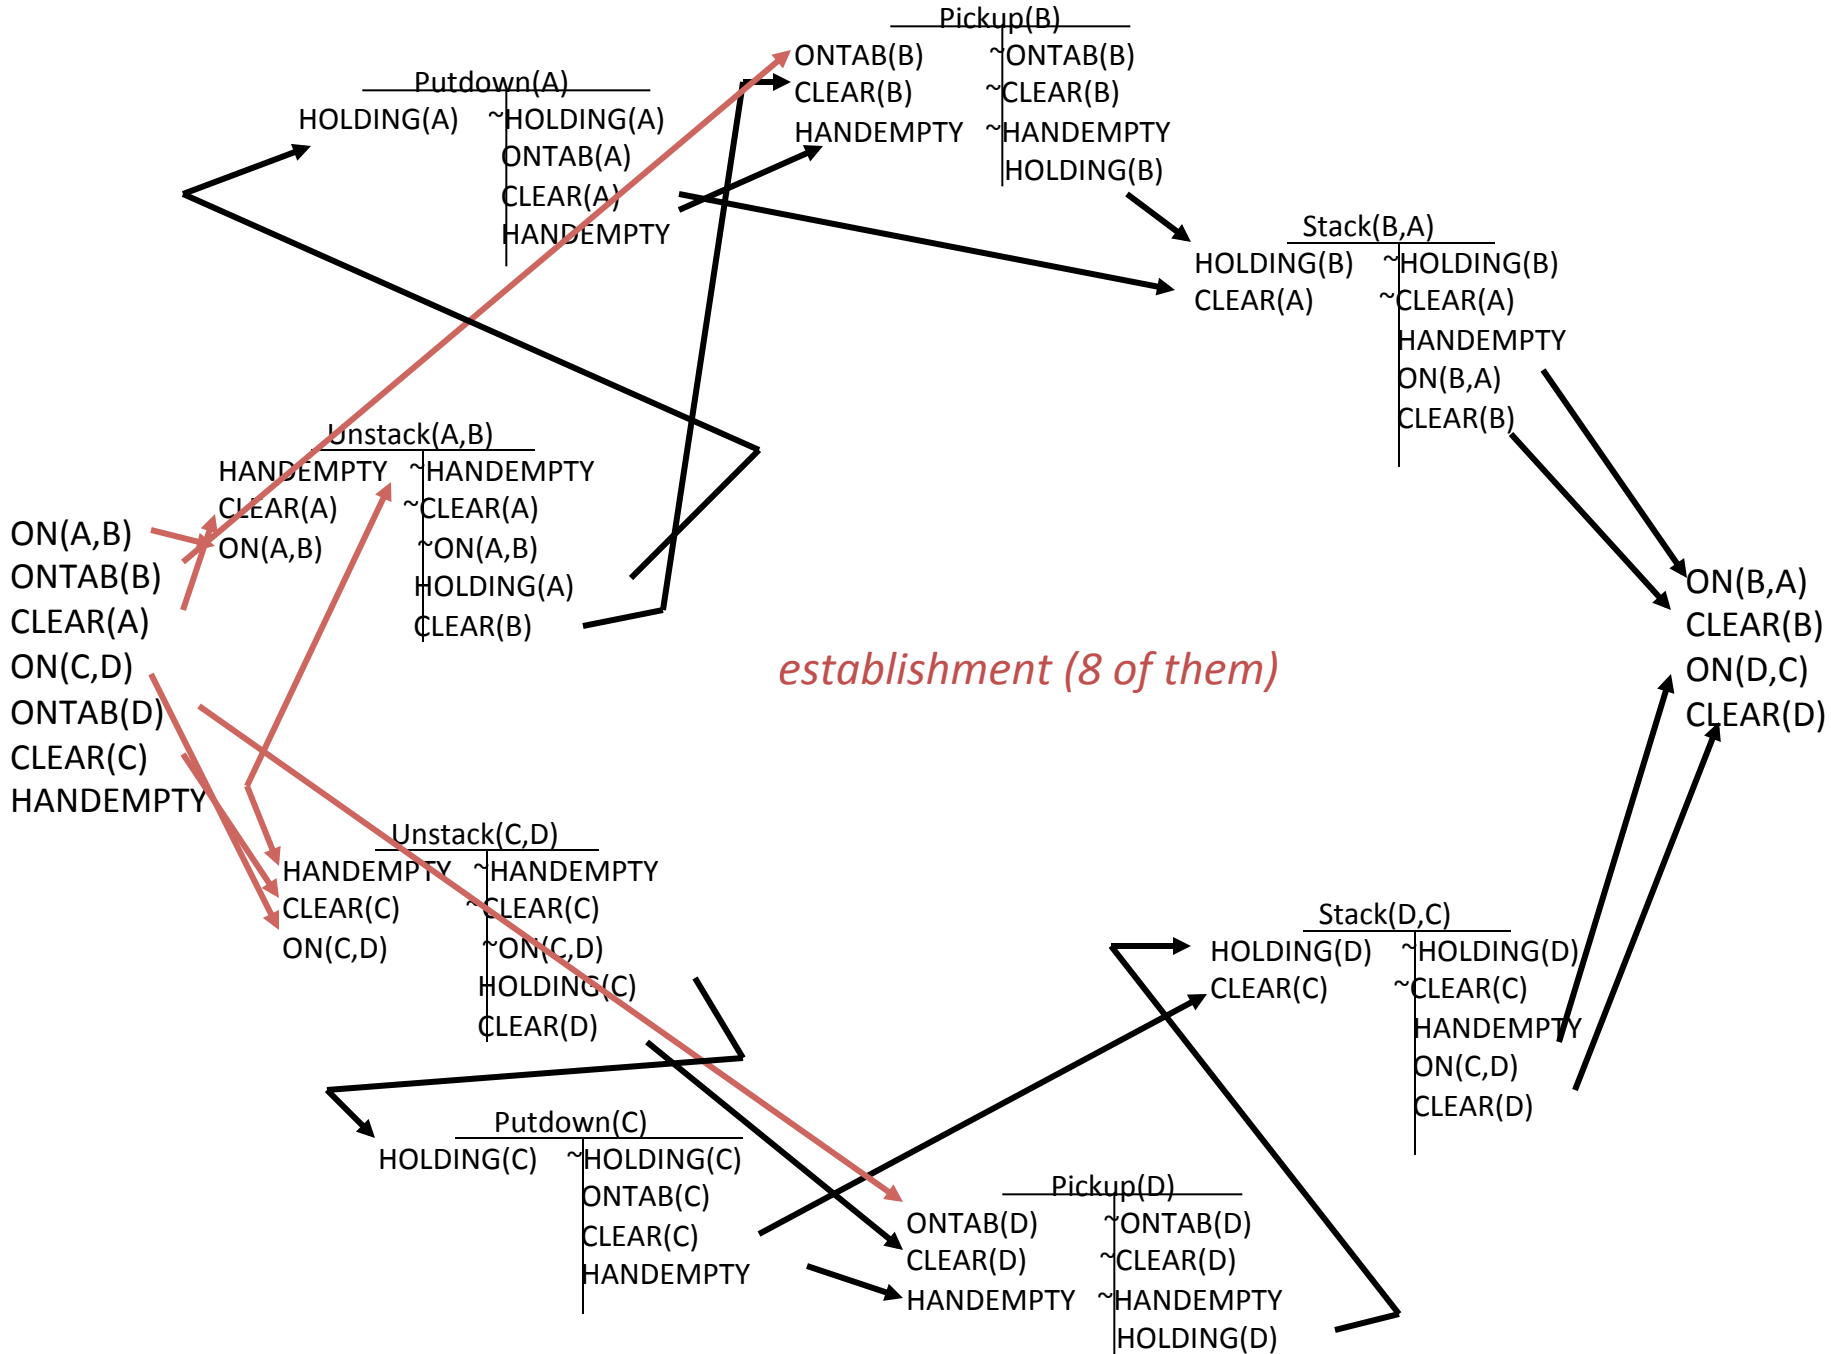 Pickup(B)
ONTAB(B) ~ONTAB(B)
CLEAR(B) ~CLEAR(B)
HANDEMPTY ~HANDEMPTY
HOLDING(B)
Putdown(A)
HOLDING(A) ~HOLDING(A)
ONTAB(A)
CLEAR(A)
HANDEMPTY
Stack(B,A)
HOLDING(B) ~HOLDING(B)
CLEAR(A) ~CLEAR(A)
HANDEMPTY
ON(B,A)
CLEAR(B)
Unstack(A,B)
HANDEMPTY ~HANDEMPTY
CLEAR(A) ~CLEAR(A)
ON(A,B) ~ON(A,B)
HOLDING(A)
CLEAR(B)
ON(A,B)
ONTAB(B)
CLEAR(A)
ON(C,D)
ONTAB(D)
CLEAR(C)
HANDEMPTY
establishment (8 of them)
ON(B,A)
CLEAR(B)
ON(D,C)
CLEAR(D)
Unstack(C,D)
HANDEMPTY ~HANDEMPTY
CLEAR(C) ~CLEAR(C)
ON(C,D) ~ON(C,D)
HOLDING(C)
CLEAR(D)
Stack(D,C)
HOLDING(D) ~HOLDING(D)
CLEAR(C) ~CLEAR(C)
HANDEMPTY
ON(C,D)
CLEAR(D)
Putdown(C)
HOLDING(C) ~HOLDING(C)
ONTAB(C)
CLEAR(C)
HANDEMPTY
Pickup(D)
ONTAB(D) ~ONTAB(D)
CLEAR(D) ~CLEAR(D)
HANDEMPTY ~HANDEMPTY
HOLDING(D)